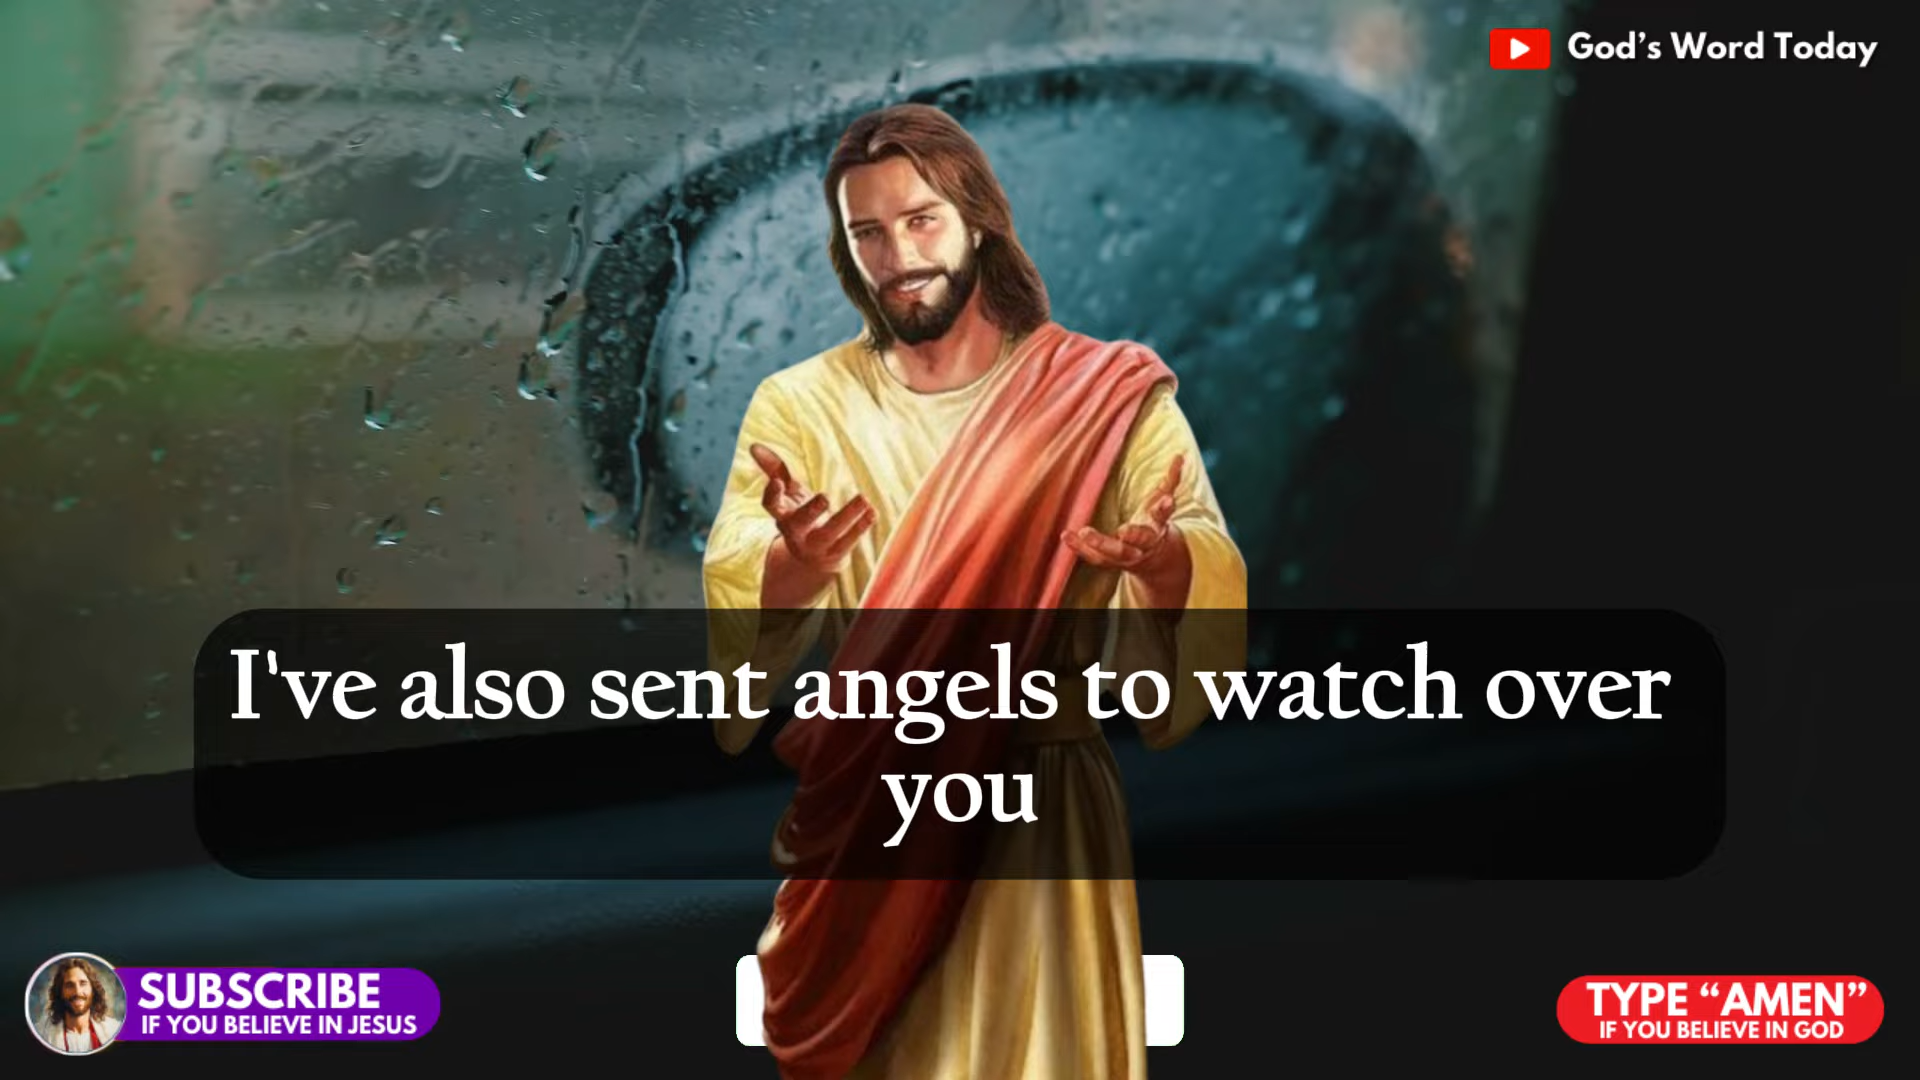 God’s Word Today
I've also sent angels to watch over
you
SUBSCRIBE
IF YOU BELIEVE IN JESUS
TYPE “AMEN”
IF YOU BELIEVE IN GOD